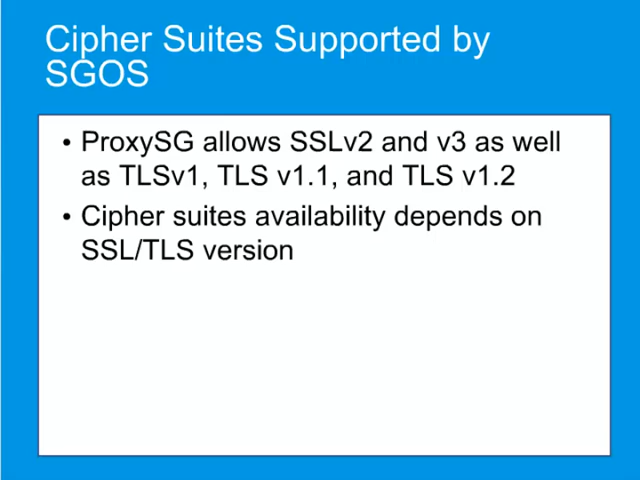 Cipher Suites Supported by
SGOS
• ProxySG allows SSLv2 and v3 as well
as TLSv1, TLS v1.1, and TLS v1.2
• Cipher suites availability depends on
SSL/TLS version